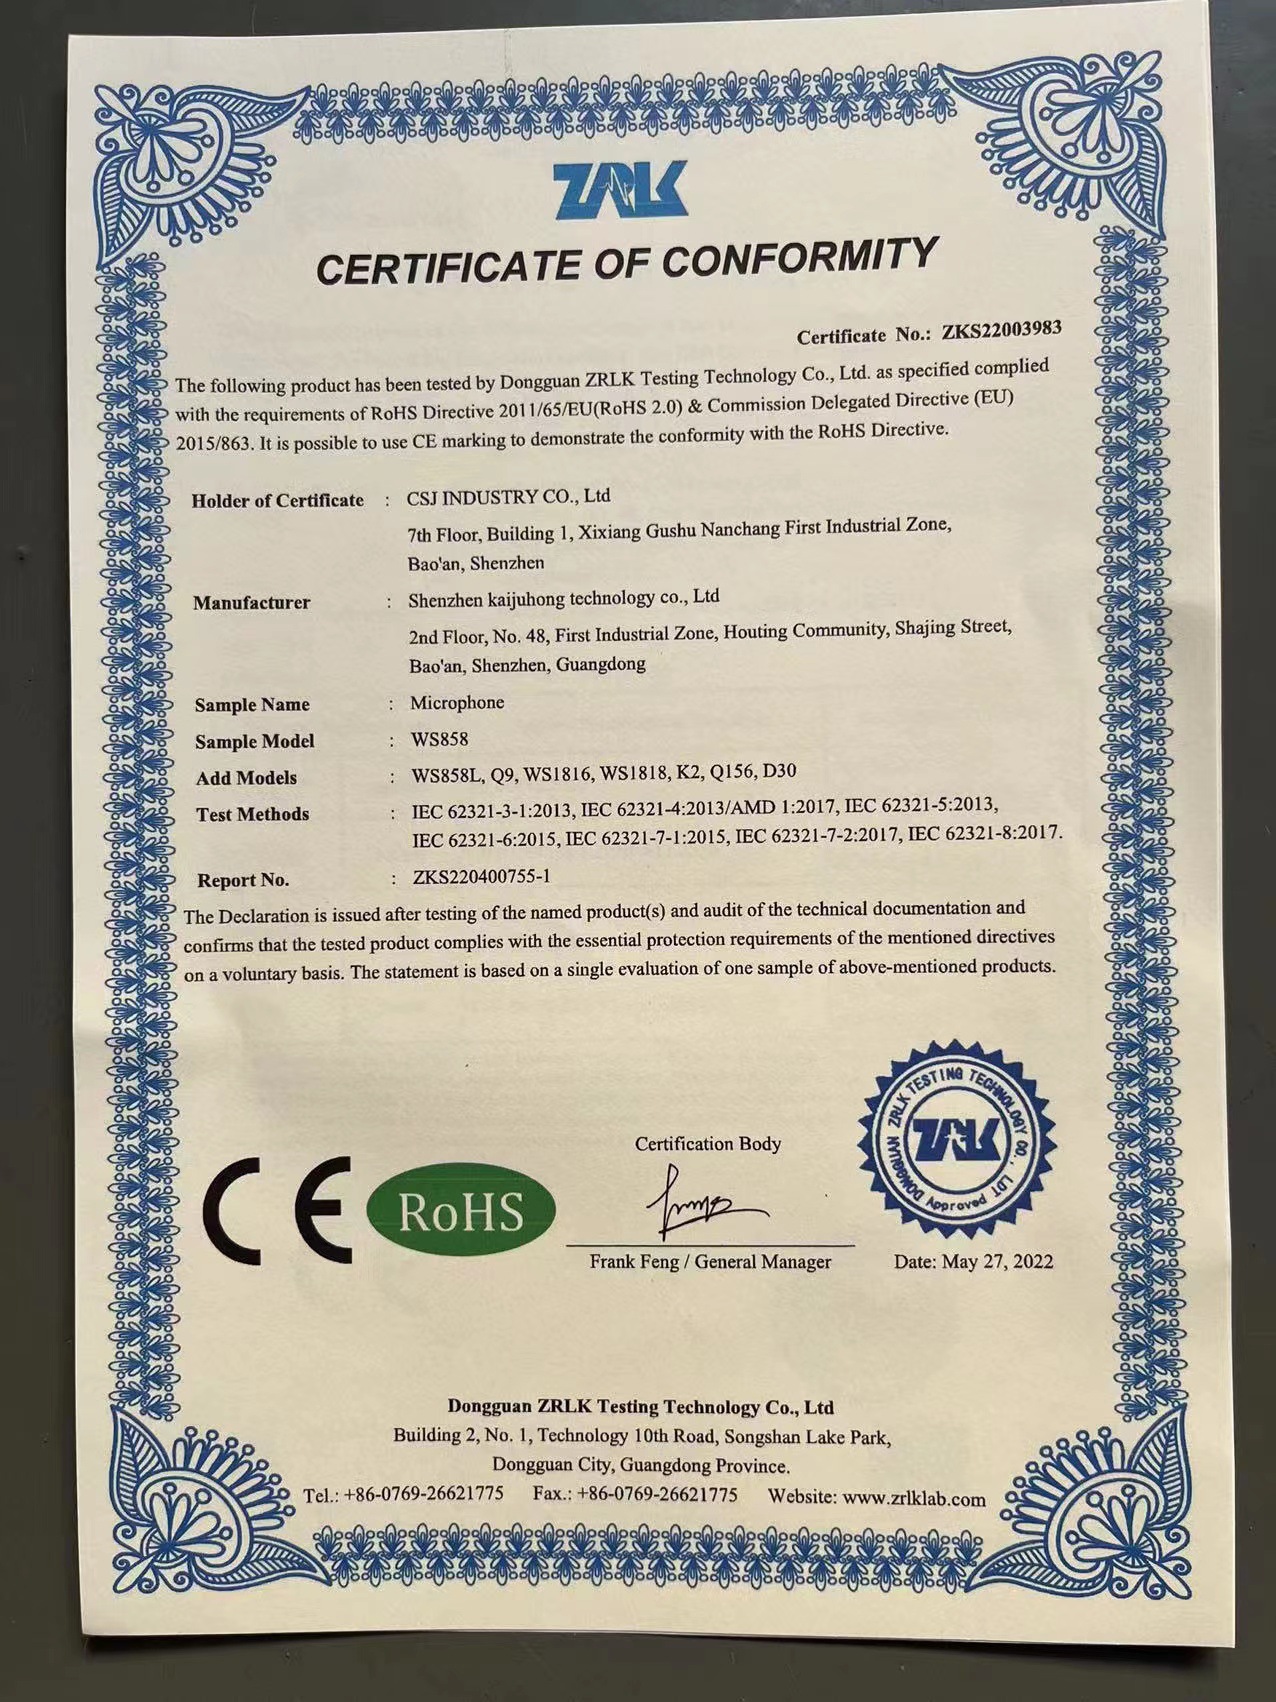 ZRLK
CERTIFICATE OF CONFORMITY
Certificate No.: ZKS22003983
The following product has been tested by Dongguan ZRLK Testing Technology Co., Ltd. as specified complied
with the requirements of RoHS Directive 2011/65/EU(RoHS 2.0) & Commission Delegated Directive (EU)
2015/863. It is possible to use CE marking to demonstrate the conformity with the RoHS Directive.
Holder of Certificate : CSJ INDUSTRY CO., Ltd
7th Floor, Building 1, Xixiang Gushu Nanchang First Industrial Zone,
Bao'an, Shenzhen
Manufacturer : Shenzhen kaijuhong technology co., Ltd
2nd Floor, No. 48, First Industrial Zone, Houting Community, Shajing Street,
Bao'an, Shenzhen, Guangdong
Sample Name : Microphone
Sample Model : WS858
Add Models : WS858L, Q9, WS1816, WS1818, K2, Q156, D30
Test Methods : IEC 62321-3-1:2013, IEC 62321-4:2013/AMD 1:2017, IEC 62321-5:2013,
IEC 62321-6:2015, IEC 62321-7-1:2015, IEC 62321-7-2:2017, IEC 62321-8:2017.
Report No. : ZKS220400755-1
The Declaration is issued after testing of the named product(s) and audit of the technical documentation and
confirms that the tested product complies with the essential protection requirements of the mentioned directives
on a voluntary basis. The statement is based on a single evaluation of one sample of above-mentioned products.
CE RoHS
Certification Body
Frank Feng / General Manager
DONGGUAN ZRLK TESTING TECHNOLOGY CO., LTD
ZRLK
Approved
Date: May 27, 2022
Dongguan ZRLK Testing Technology Co., Ltd
Building 2, No. 1, Technology 10th Road, Songshan Lake Park,
Dongguan City, Guangdong Province.
Tel.: +86-0769-26621775 Fax.: +86-0769-26621775 Website: www.zrlklab.com